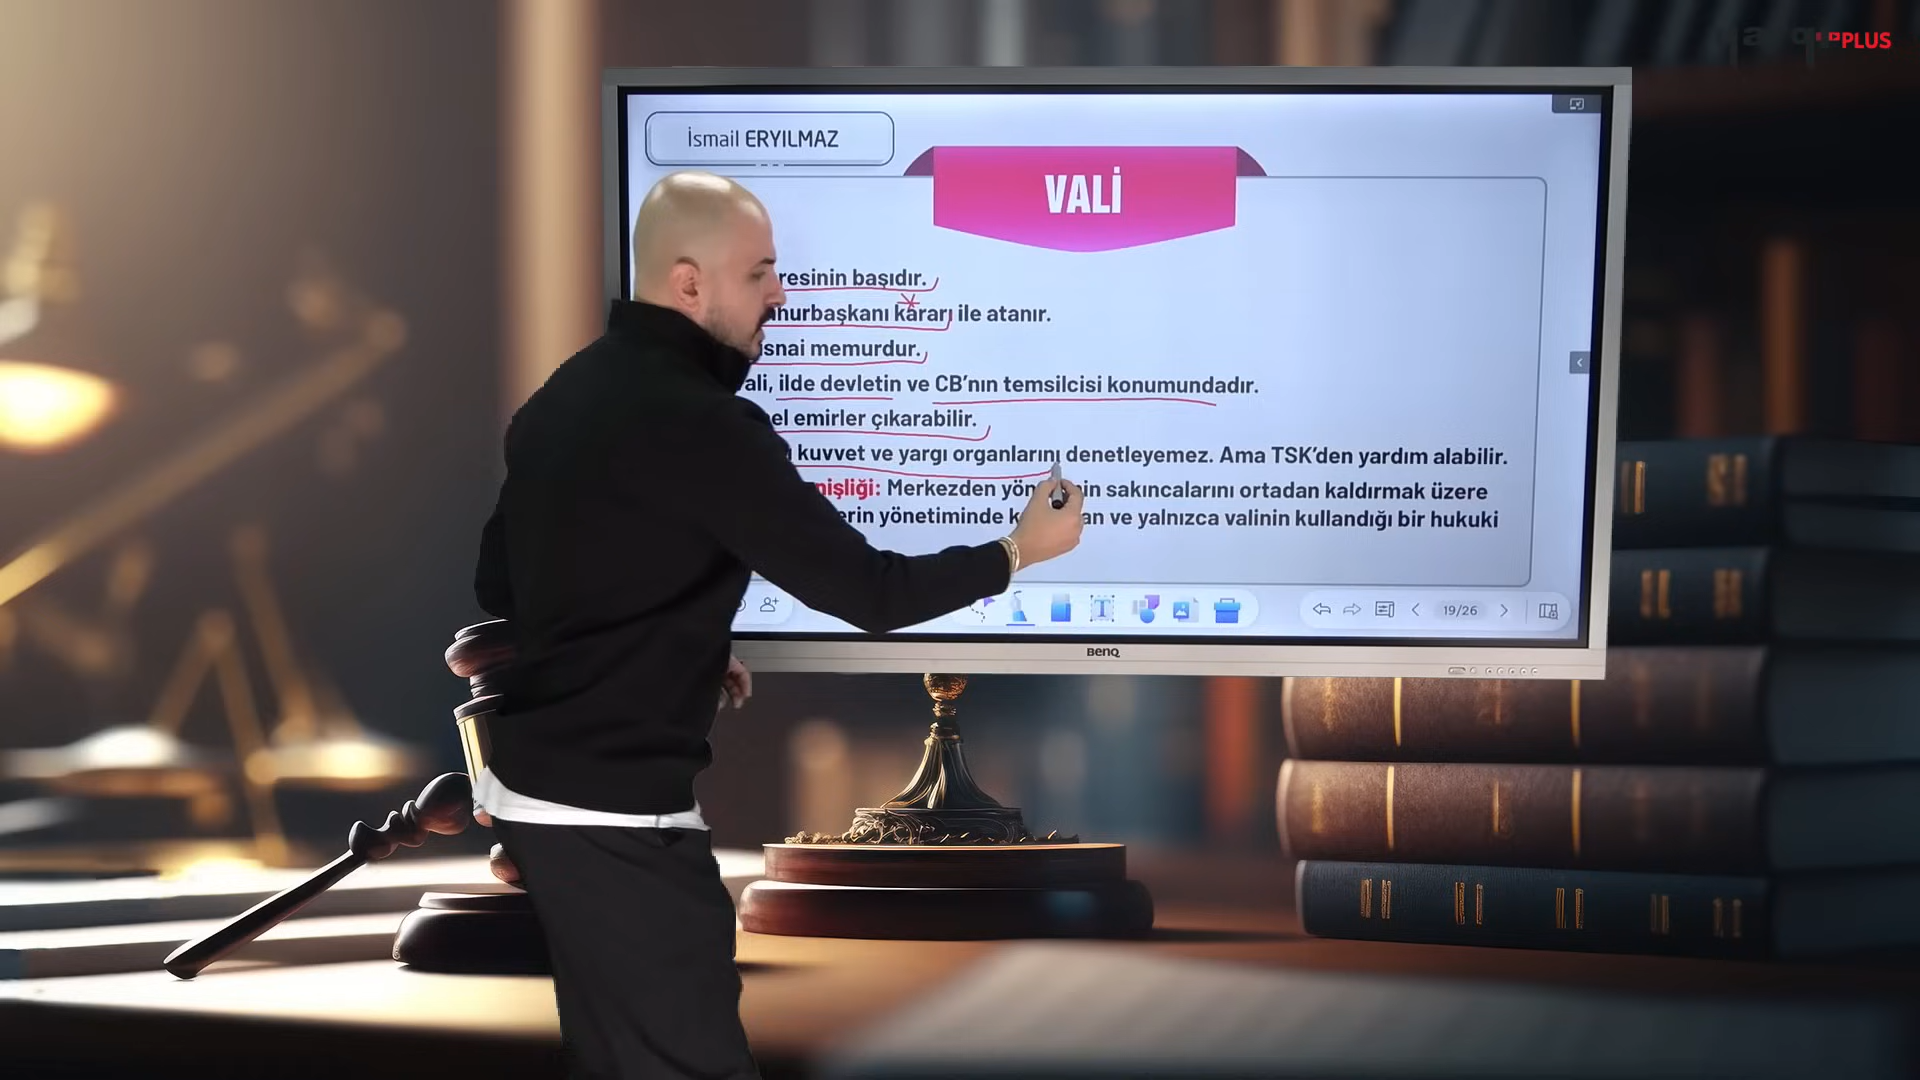 PLUS
İsmail ERYILMAZ
VALİ
resinin başıdır.
hurbaşkanı kararı ile atanır.
isnai memurdur.
ali, ilde devletin ve CB’nın temsilcisi konumundadır.
el emirler çıkarabilir.
kuvvet ve yargı organlarını denetleyemez. Ama TSK’den yardım alabilir.
nişliği: Merkezden yön in sakıncalarını ortadan kaldırmak üzere
erin yönetiminde k an ve yalnızca valinin kullandığı bir hukuki
19/26
BenQ